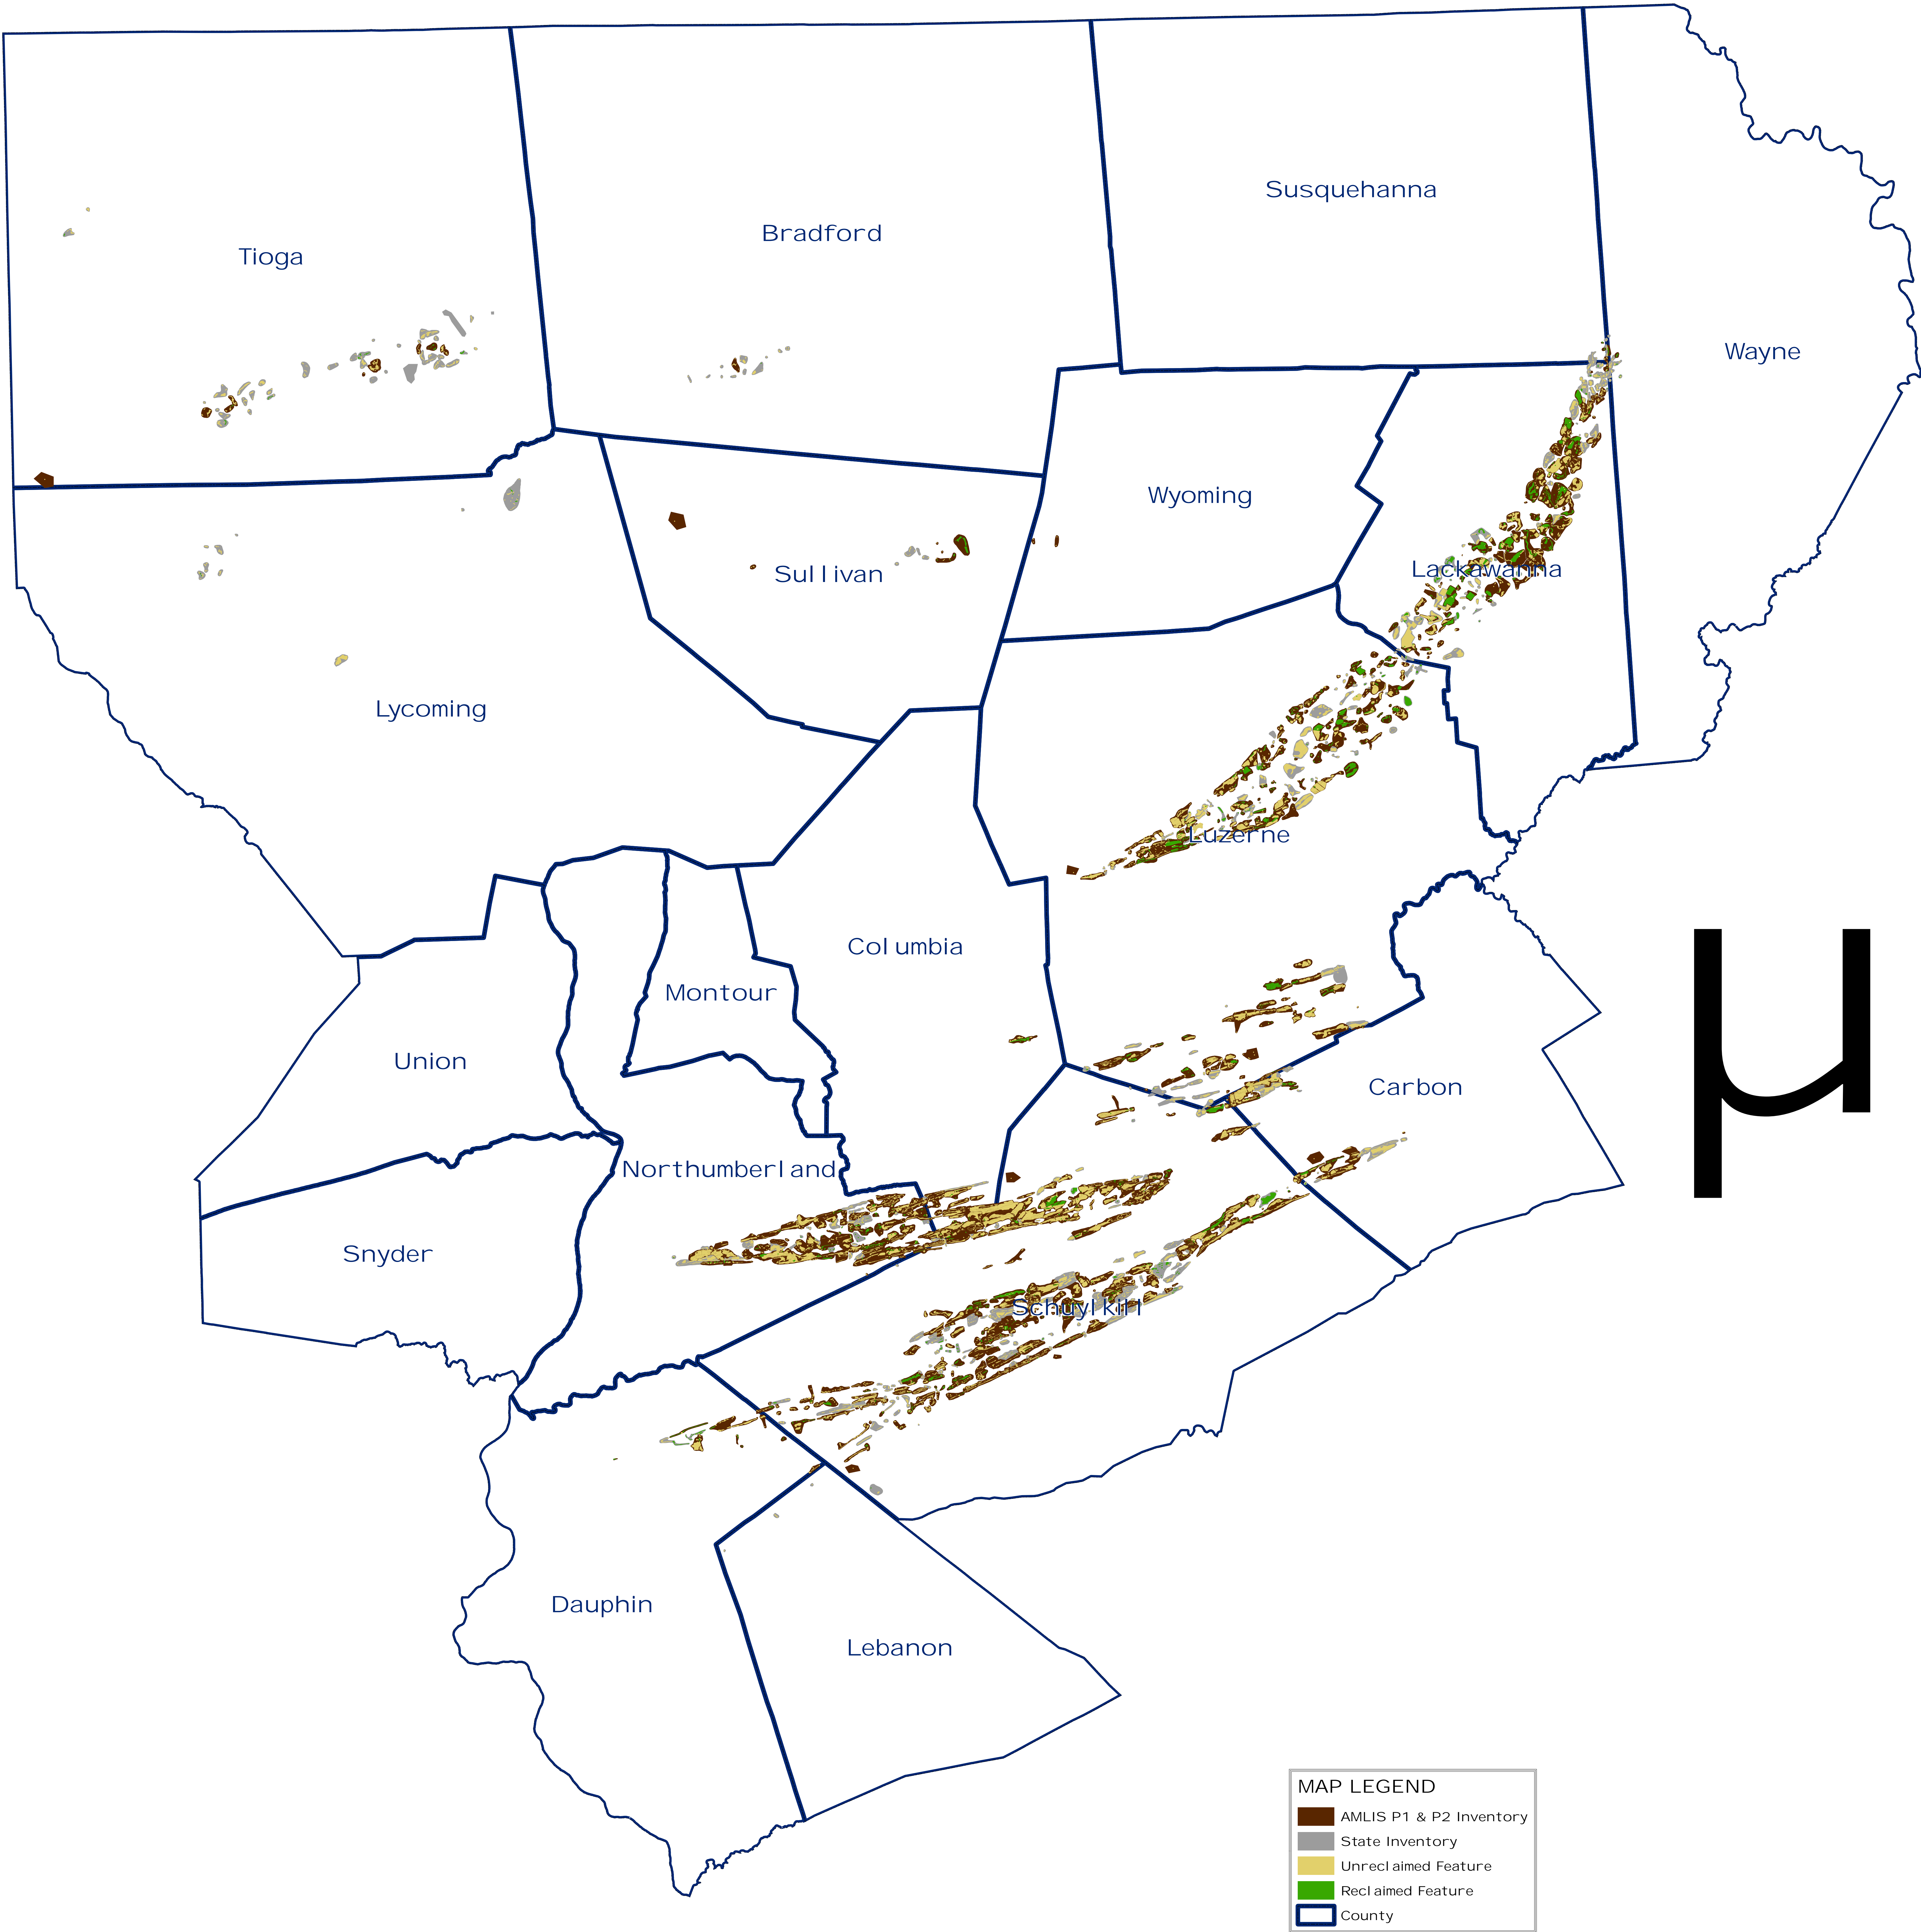 Susquehanna
Bradford
Tioga
Wayne
Wyoming
Lackawanna
Sullivan
Lycoming
Luzerne
Columbia
Montour
Union
Carbon
Northumberland
Snyder
Schuylkill
Dauphin
Lebanon
µ
MAP LEGEND
AMLIS P1 & P2 Inventory
State Inventory
Unreclaimed Feature
Reclaimed Feature
County